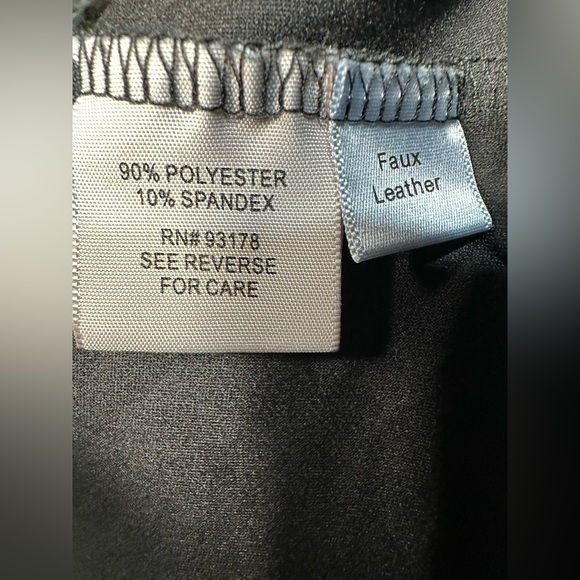 90% POLYESTER
10% SPANDEX
RN# 93178
SEE REVERSE
FOR CARE
Faux
Leather